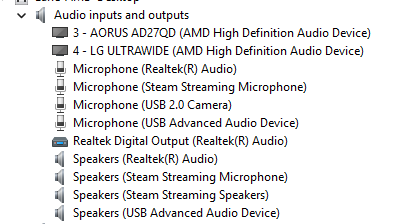 Audio inputs and outputs
3 - AORUS AD27QD (AMD High Definition Audio Device)
4 - LG ULTRAWIDE (AMD High Definition Audio Device)
Microphone (Realtek(R) Audio)
Microphone (Steam Streaming Microphone)
Microphone (USB 2.0 Camera)
Microphone (USB Advanced Audio Device)
Realtek Digital Output (Realtek(R) Audio)
Speakers (Realtek(R) Audio)
Speakers (Steam Streaming Microphone)
Speakers (Steam Streaming Speakers)
Speakers (USB Advanced Audio Device)